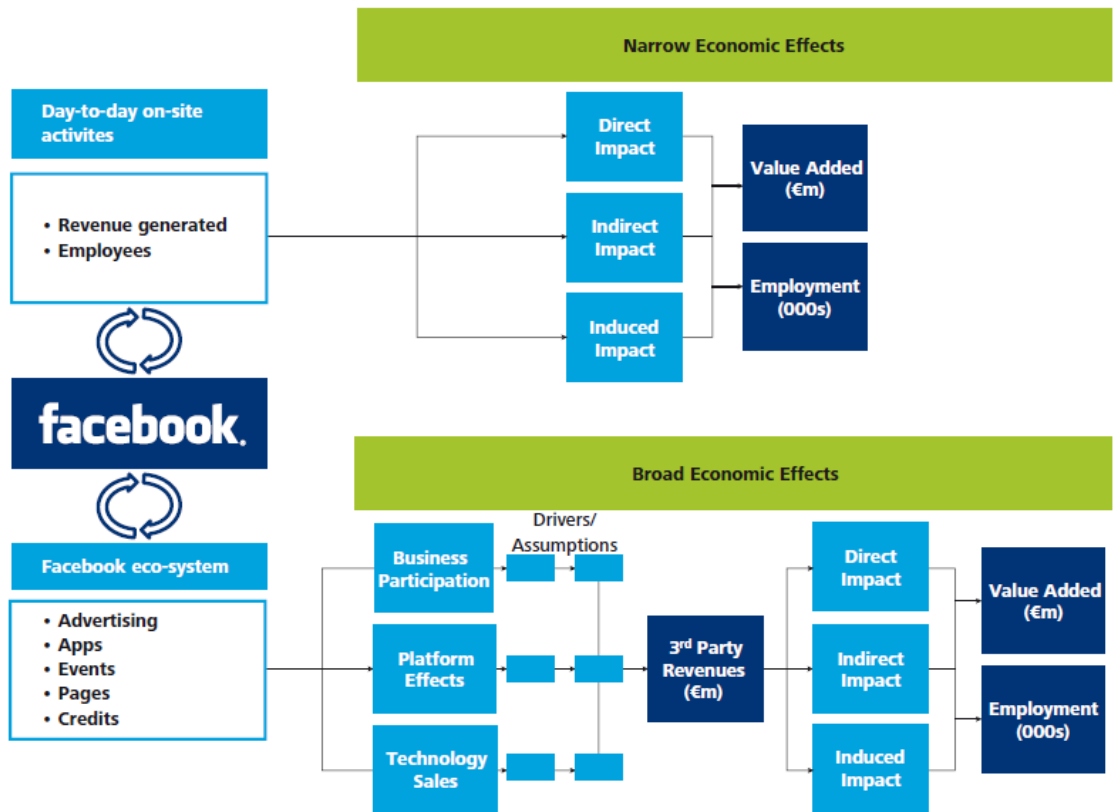 Narrow Economic Effects
Day-to-day on-site
activites
• Revenue generated
• Employees
Direct
Impact
Indirect
Impact
Induced
Impact
Value Added
(€m)
Employment
(000s)
facebook.
Broad Economic Effects
Facebook eco-system
• Advertising
• Apps
• Events
• Pages
• Credits
Business
Participation
Platform
Effects
Technology
Sales
Drivers/
Assumptions
3rd Party
Revenues
(€m)
Direct
Impact
Indirect
Impact
Induced
Impact
Value Added
(€m)
Employment
(000s)